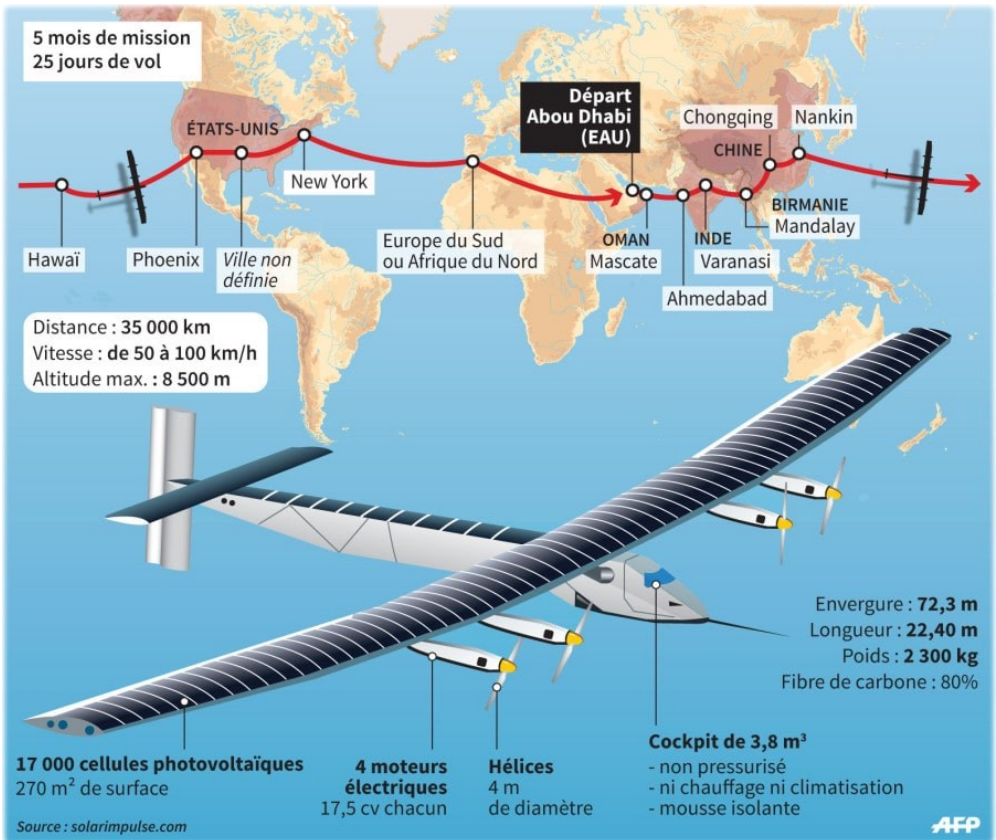 5 mois de mission
25 jours de vol
Départ
Abou Dhabi
(EAU)
Chongqing
Nankin
ÉTATS-UNIS
CHINE
New York
BIRMANIE
Mandalay
Hawaï
Phoenix
Ville non
définie
Europe du Sud
ou Afrique du Nord
OMAN
Mascate
INDE
Varanasi
Ahmedabad
Distance : 35 000 km
Vitesse : de 50 à 100 km/h
Altitude max. : 8 500 m
Envergure : 72,3 m
Longueur : 22,40 m
Poids : 2 300 kg
Fibre de carbone : 80%
17 000 cellules photovoltaïques
270 m² de surface
4 moteurs
électriques
17,5 cv chacun
Hélices
4 m
de diamètre
Cockpit de 3,8 m³
- non pressurisé
- ni chauffage ni climatisation
- mousse isolante
Source : solarimpulse.com
AFP